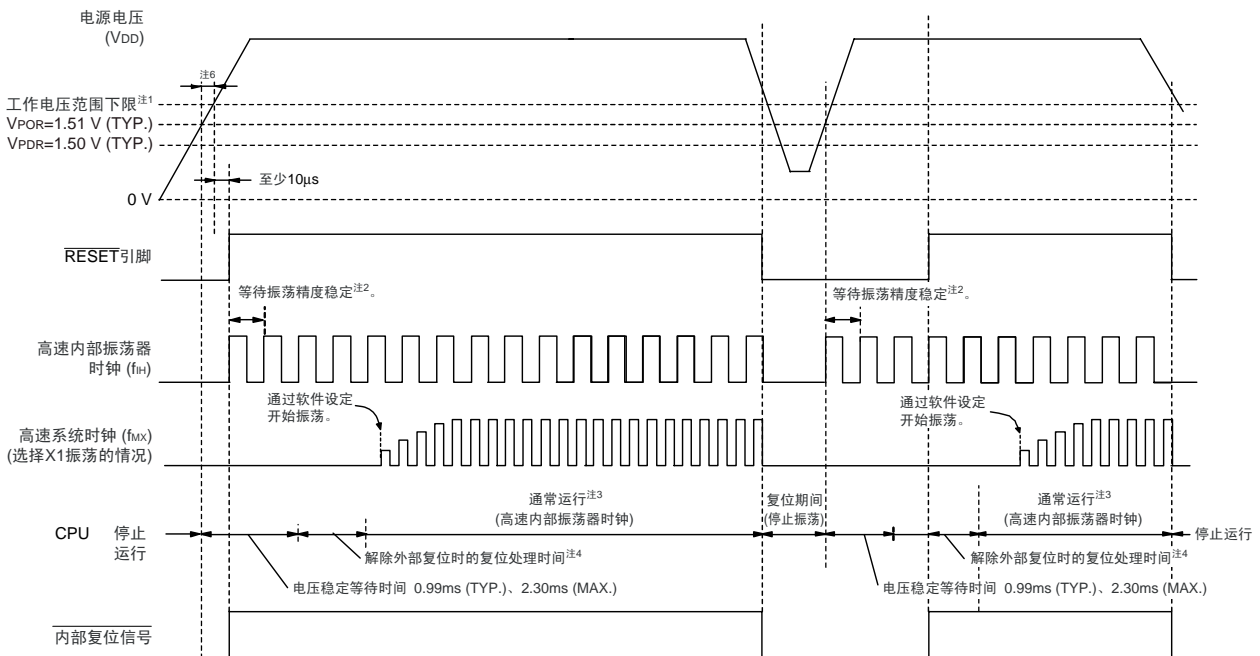 电源电压
(VDD)
注6
工作电压范围下限注1
VPOR=1.51 V (TYP.)
VPDR=1.50 V (TYP.)
至少10μs
0 V
RESET引脚
等待振荡精度稳定注2。
等待振荡精度稳定注2。
高速内部振荡器
时钟 (fIH)
通过软件设定
开始振荡。
通过软件设定
开始振荡。
高速系统时钟 (fMX)
(选择X1振荡的情况)
通常运行注3
(高速内部振荡器时钟)
复位期间
(停止振荡)
通常运行注3
(高速内部振荡器时钟)
CPU 停止
运行
停止运行
解除外部复位时的复位处理时间注4
解除外部复位时的复位处理时间注4
电压稳定等待时间 0.99ms (TYP.)、2.30ms (MAX.)
电压稳定等待时间 0.99ms (TYP.)、2.30ms (MAX.)
内部复位信号